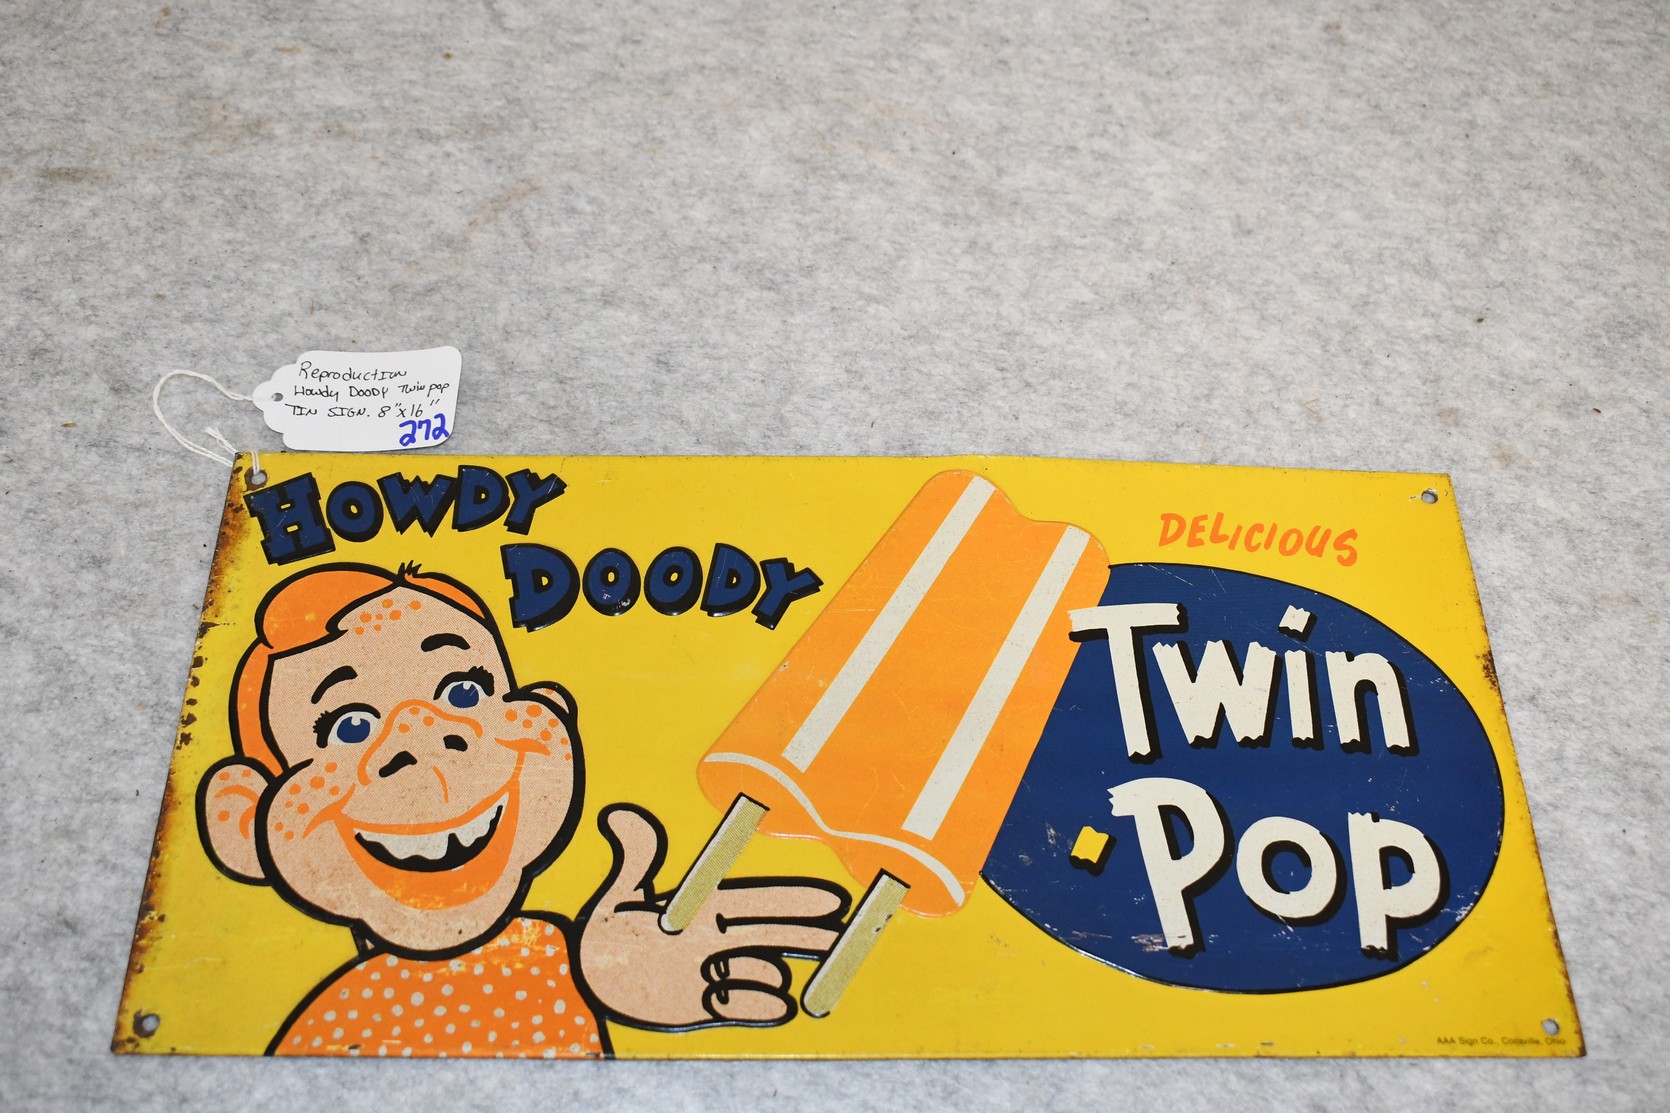 Reproduction
Howdy Doody Twin pop
TIN SIGN. 8"x16"
272
HOWDY
DOODY
DELICIOUS
Twin
Pop
AAA Sign Co., Coitsville, Ohio